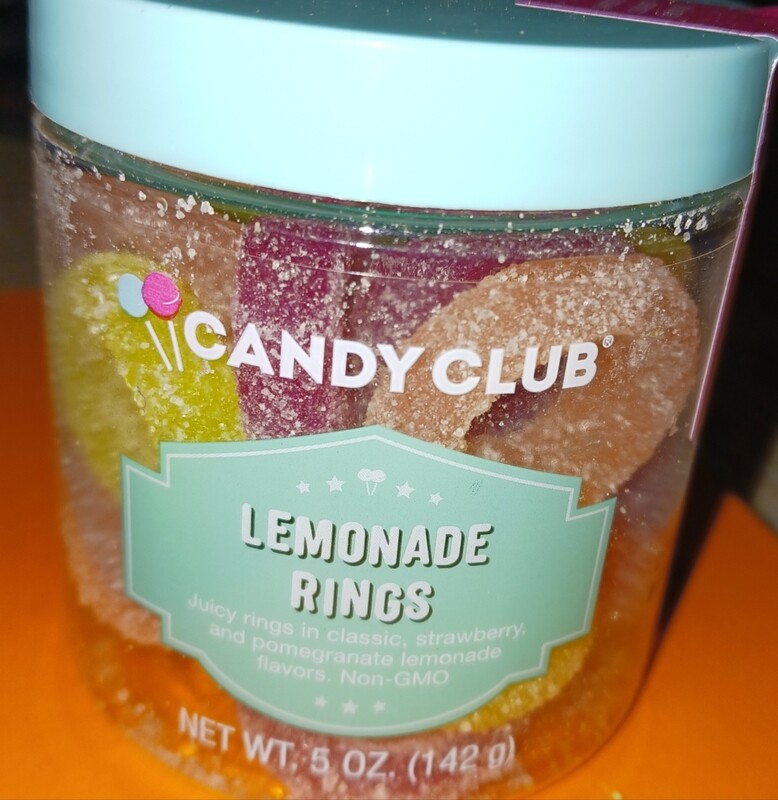 CANDY CLUB®
LEMONADE
RINGS
Juicy rings in classic, strawberry,
and pomegranate lemonade
flavors. Non-GMO
NET WT. 5 OZ. (142 g)